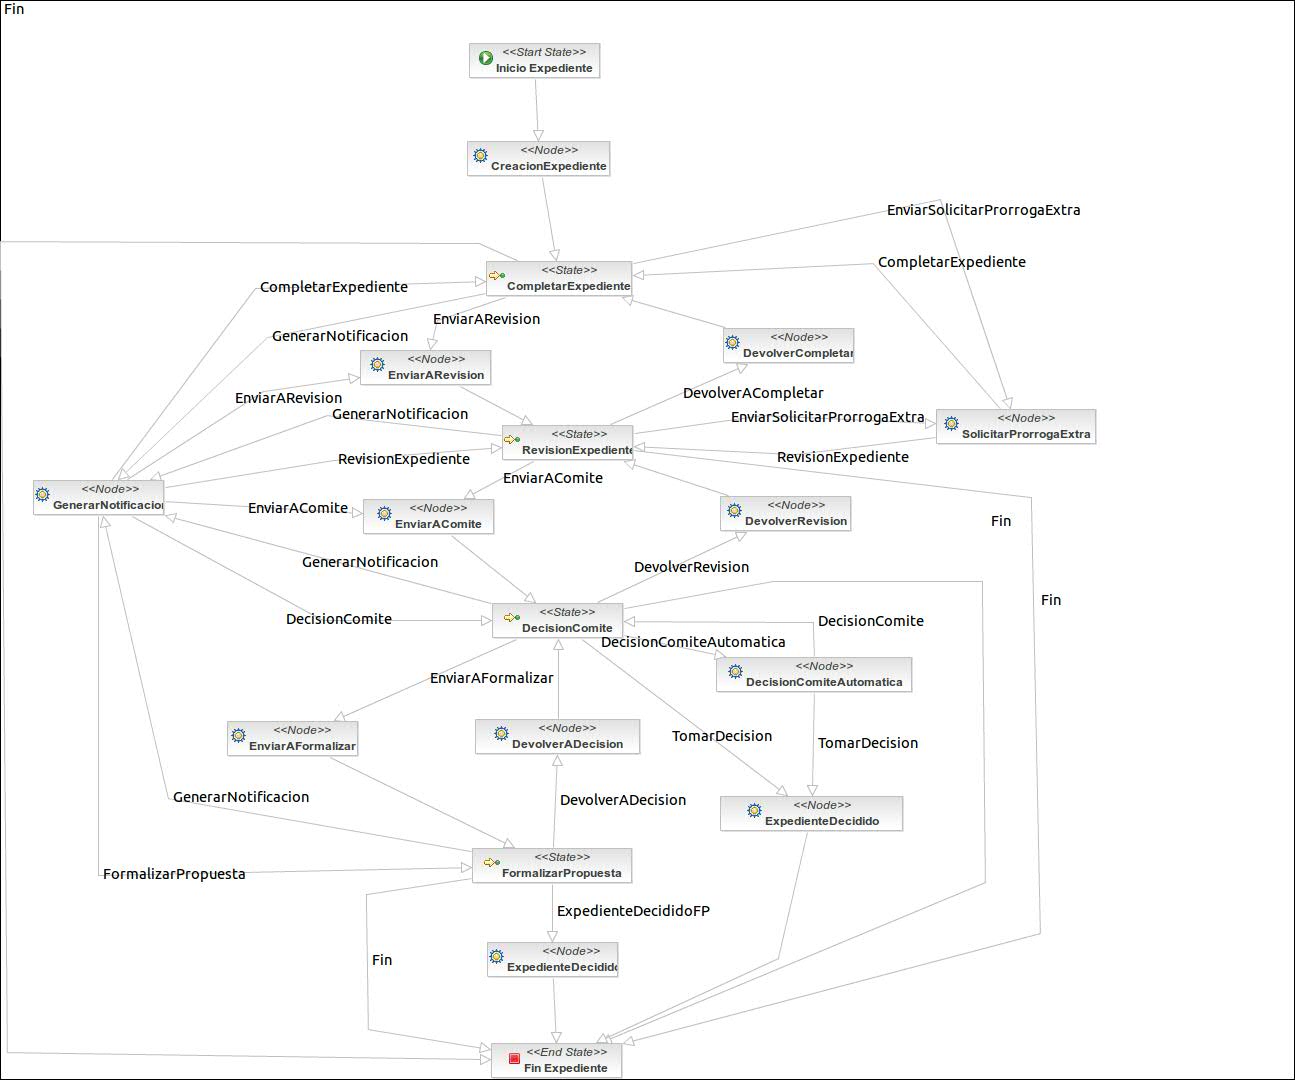 Fin
<<Start State>>
Inicio Expediente
<<Node>>
CreacionExpediente
EnviarSolicitarProrrogaExtra
CompletarExpediente
<<State>>
CompletarExpediente
CompletarExpediente
EnviarARevision
GenerarNotificacion
<<Node>>
DevolverCompletar
<<Node>>
EnviarARevision
DevolverACompletar
EnviarARevision
GenerarNotificacion
EnviarSolicitarProrrogaExtra
<<Node>>
SolicitarProrrogaExtra
<<State>>
RevisionExpediente
RevisionExpediente
RevisionExpediente
EnviarAComite
<<Node>>
GenerarNotificacion
EnviarAComite
<<Node>>
EnviarAComite
<<Node>>
DevolverRevision
Fin
GenerarNotificacion
DevolverRevision
Fin
DecisionComite
<<State>>
DecisionComite
DecisionComite
DecisionComiteAutomatica
<<Node>>
DecisionComiteAutomatica
EnviarAFormalizar
<<Node>>
EnviarAFormalizar
<<Node>>
DevolverADecision
TomarDecision
TomarDecision
GenerarNotificacion
DevolverADecision
<<Node>>
ExpedienteDecidido
<<State>>
FormalizarPropuesta
FormalizarPropuesta
ExpedienteDecididoFP
Fin
<<Node>>
ExpedienteDecidido
<<End State>>
Fin Expediente